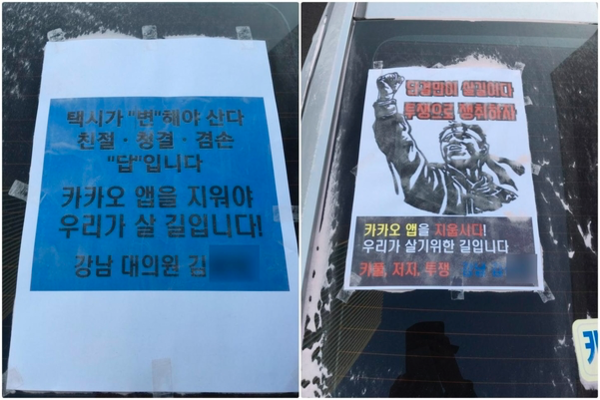 택시가 "변"해야 산다
친절·청결·겸손
"답"입니다
카카오 앱을 지워야
우리가 살 길입니다!
강남 대의원 김
단결만이 살길이다
투쟁으로 쟁취하자
카카오 앱을 지웁시다!
우리가 살기위한 길입니다
카풀, 저지, 투쟁
카